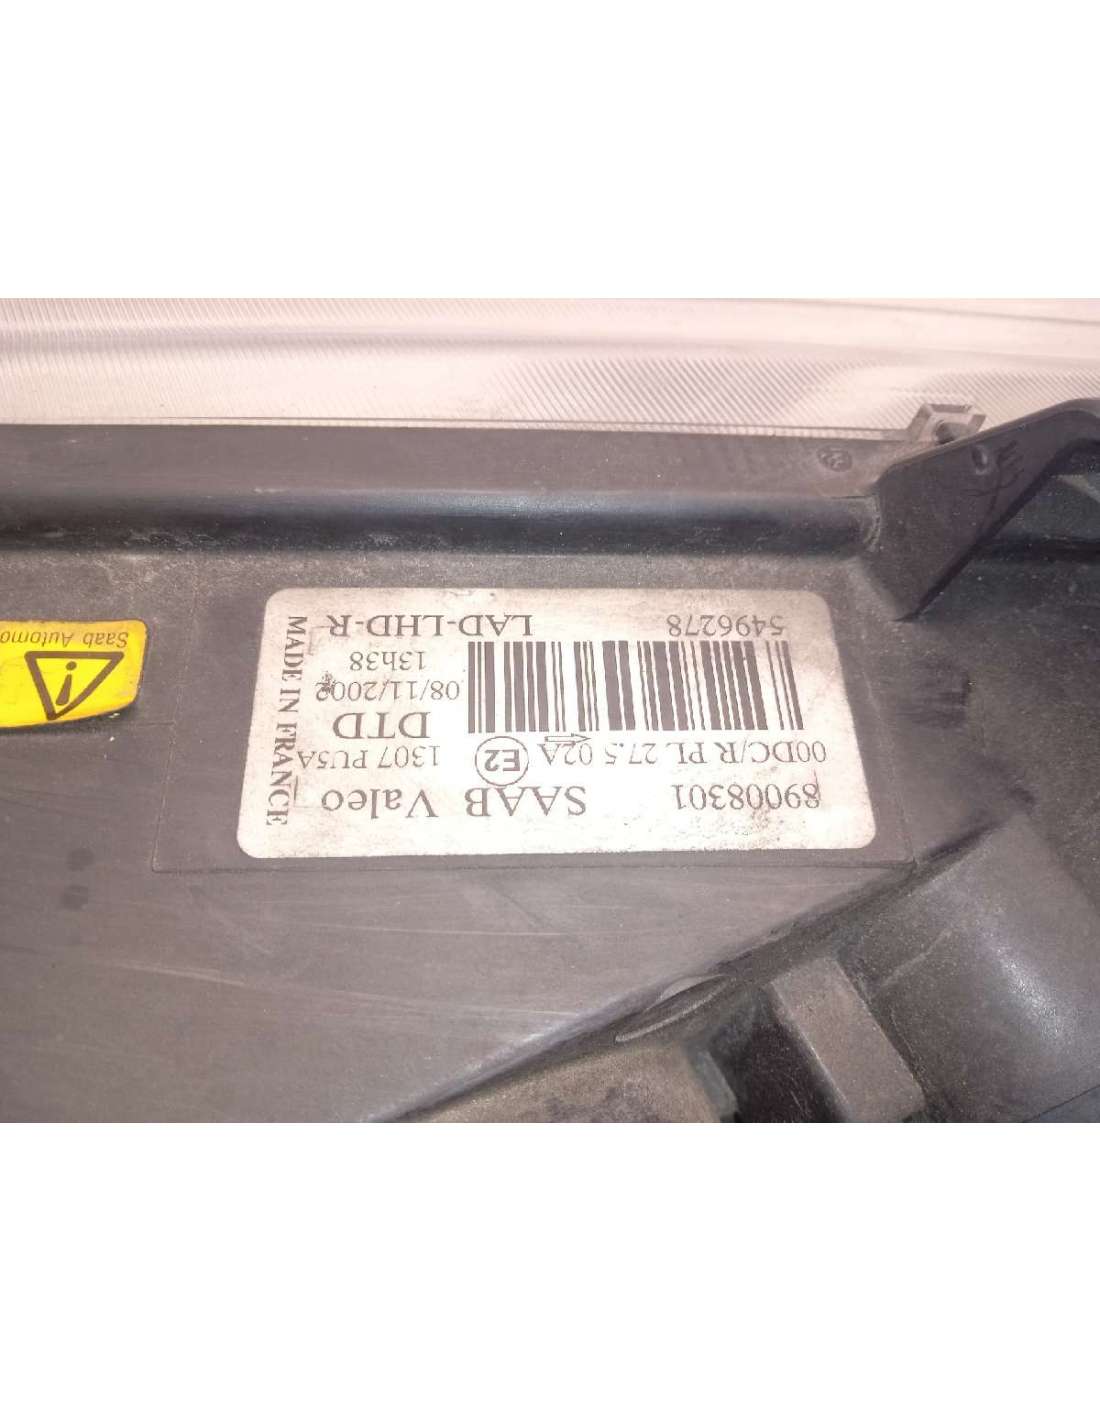 89008301 SAAB Valeo
00DC/R PL 27.5 02A E2 1307 PU5A
DTD
08/11/2002
13h38
5496278 LAD-LHD-R
MADE IN FRANCE
Saab Automo